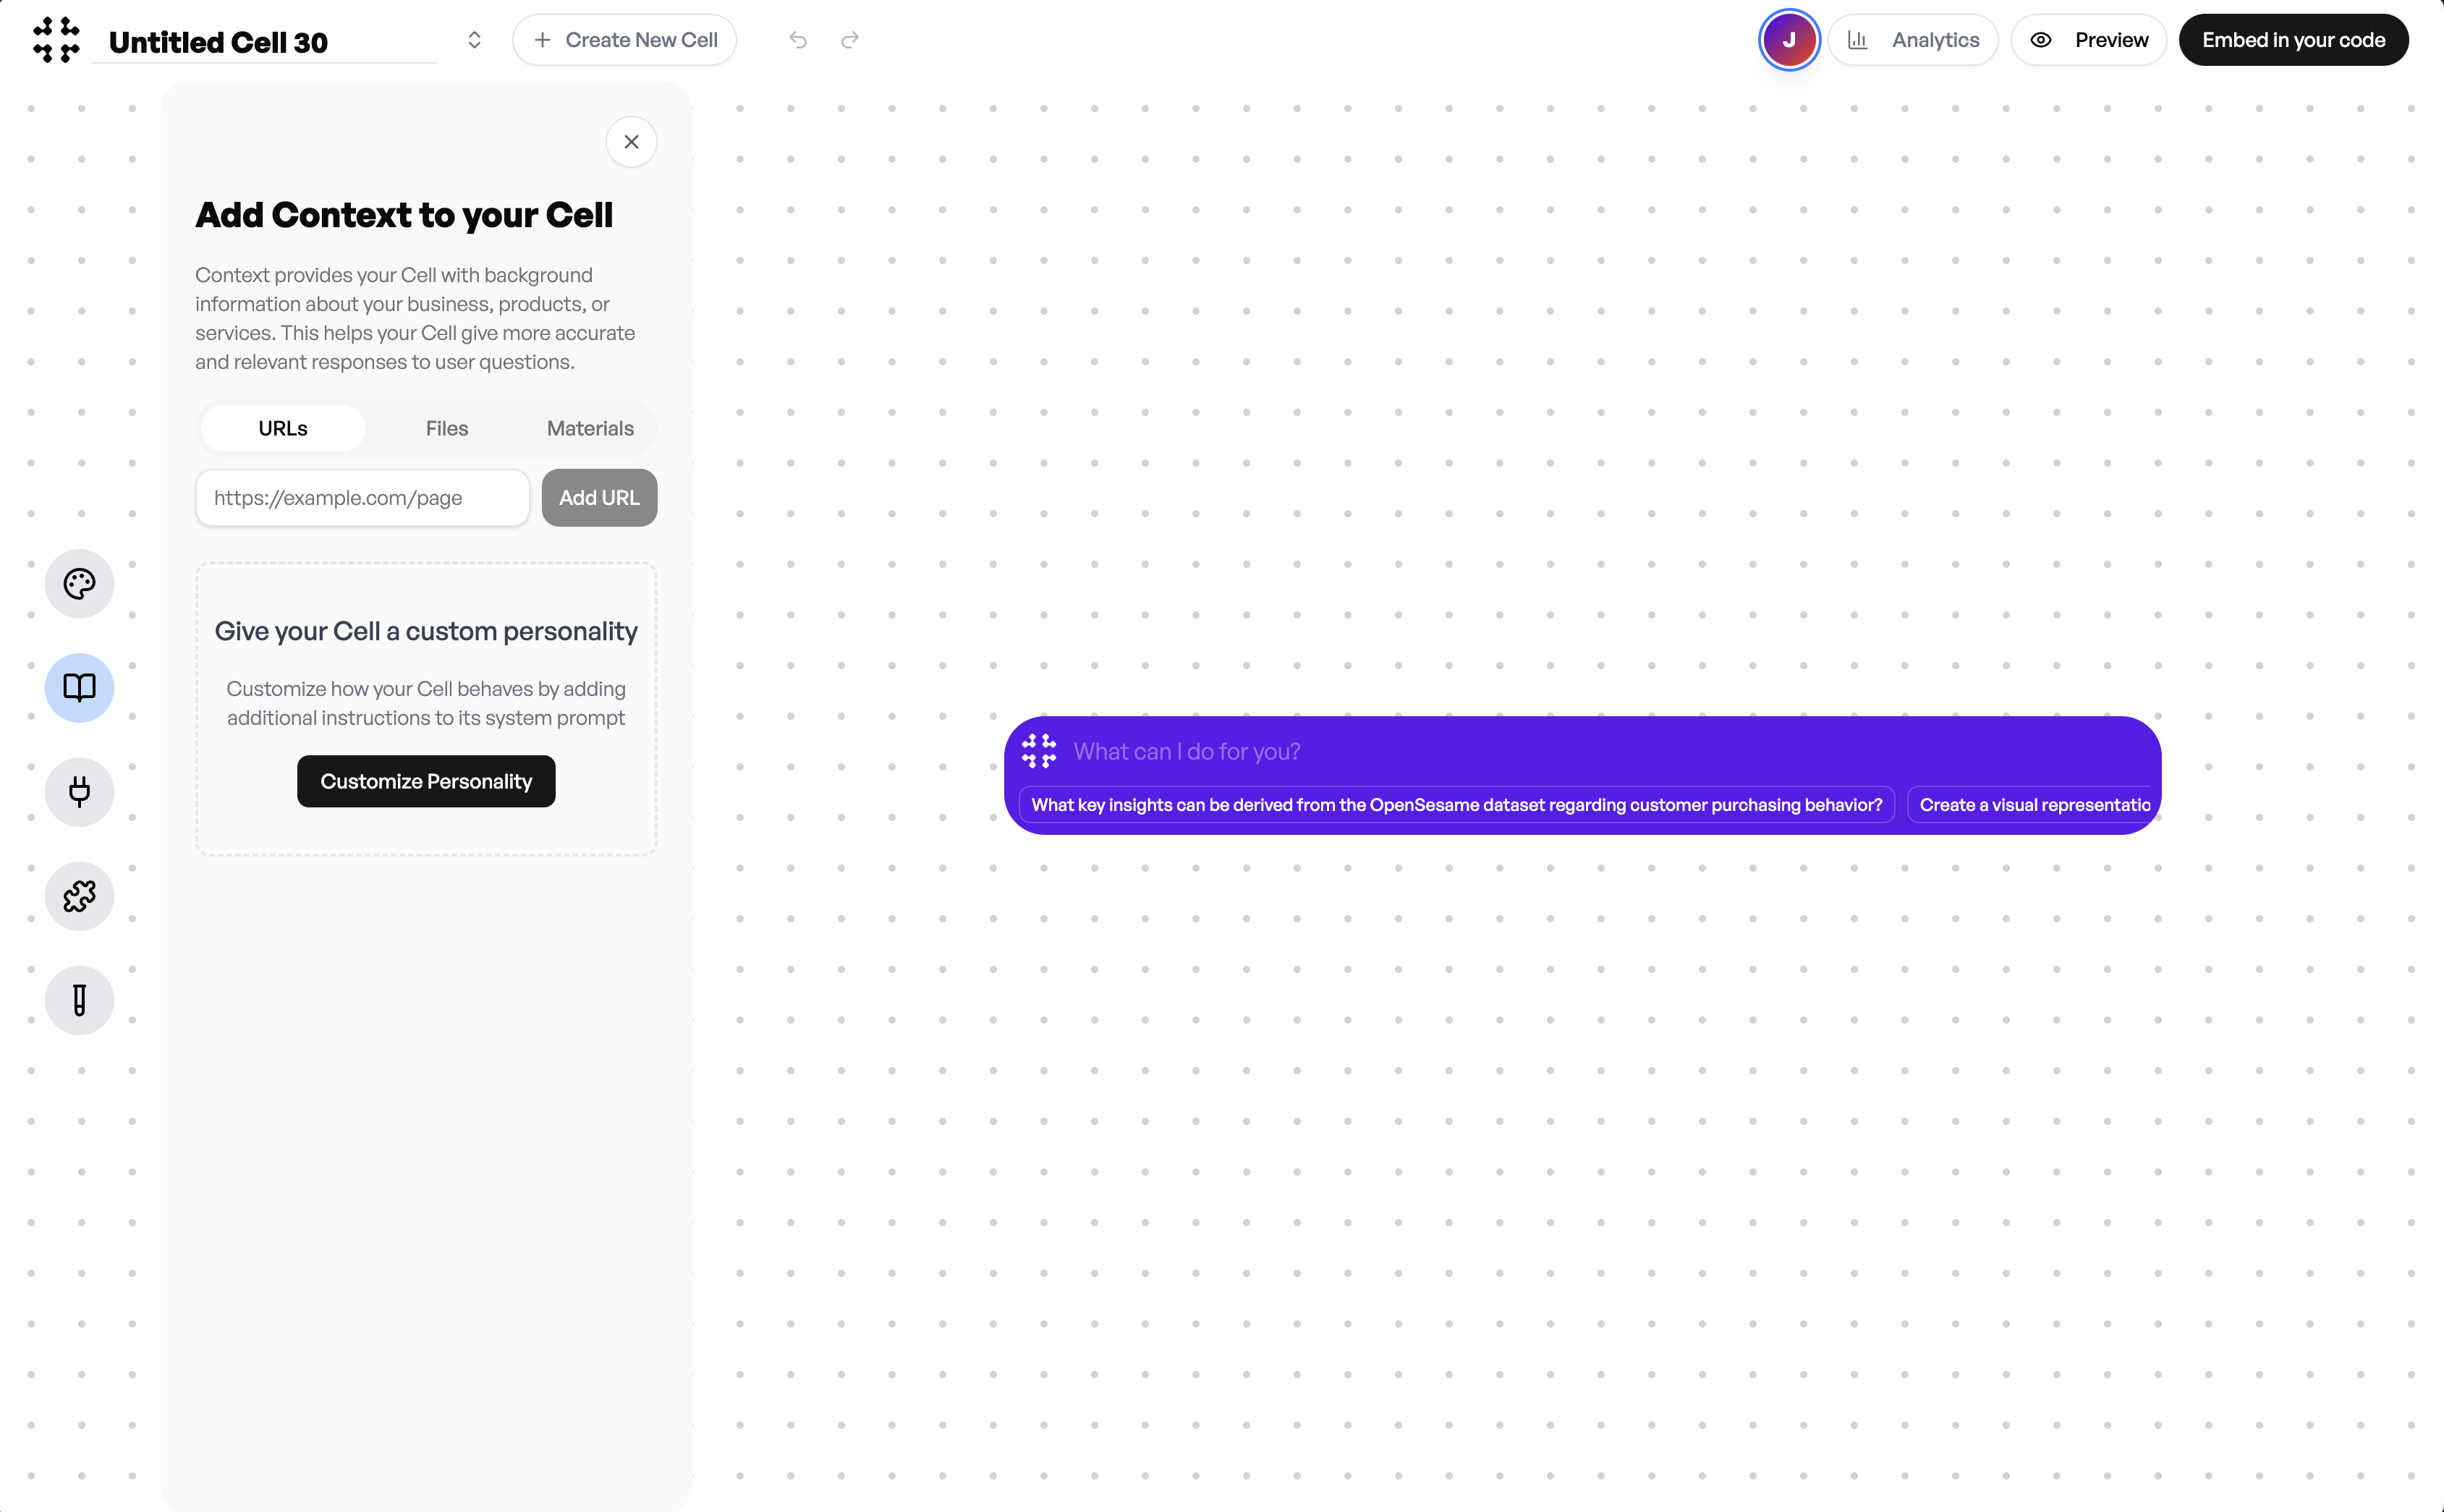 Untitled Cell 30
Create New Cell
J
Analytics
Preview
Embed in your code
Add Context to your Cell
Context provides your Cell with background
information about your business, products, or
services. This helps your Cell give more accurate
and relevant responses to user questions.
URLs
Files
Materials
https://example.com/page
Add URL
Give your Cell a custom personality
Customize how your Cell behaves by adding
additional instructions to its system prompt
Customize Personality
What can I do for you?
What key insights can be derived from the OpenSesame dataset regarding customer purchasing behavior?
Create a visual representatio